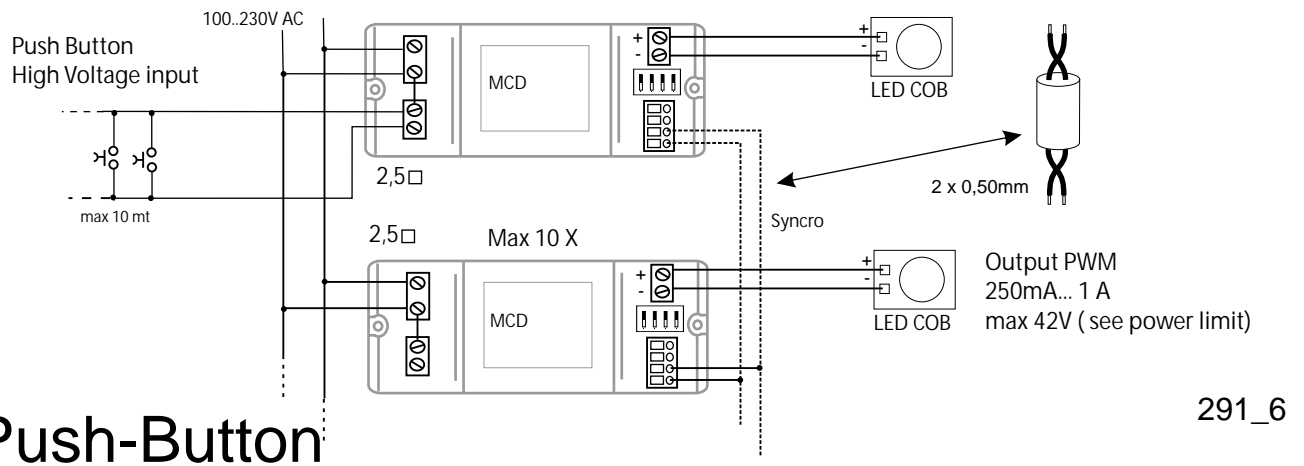 100..230V AC
Push Button
High Voltage input
MCD
+
-
+
-
LED COB
2,5□
max 10 mt
2 x 0,50mm
Syncro
2,5□
Max 10 X
MCD
+
-
+
-
LED COB
Output PWM
250mA... 1 A
max 42V ( see power limit)
291_6
Push-Button